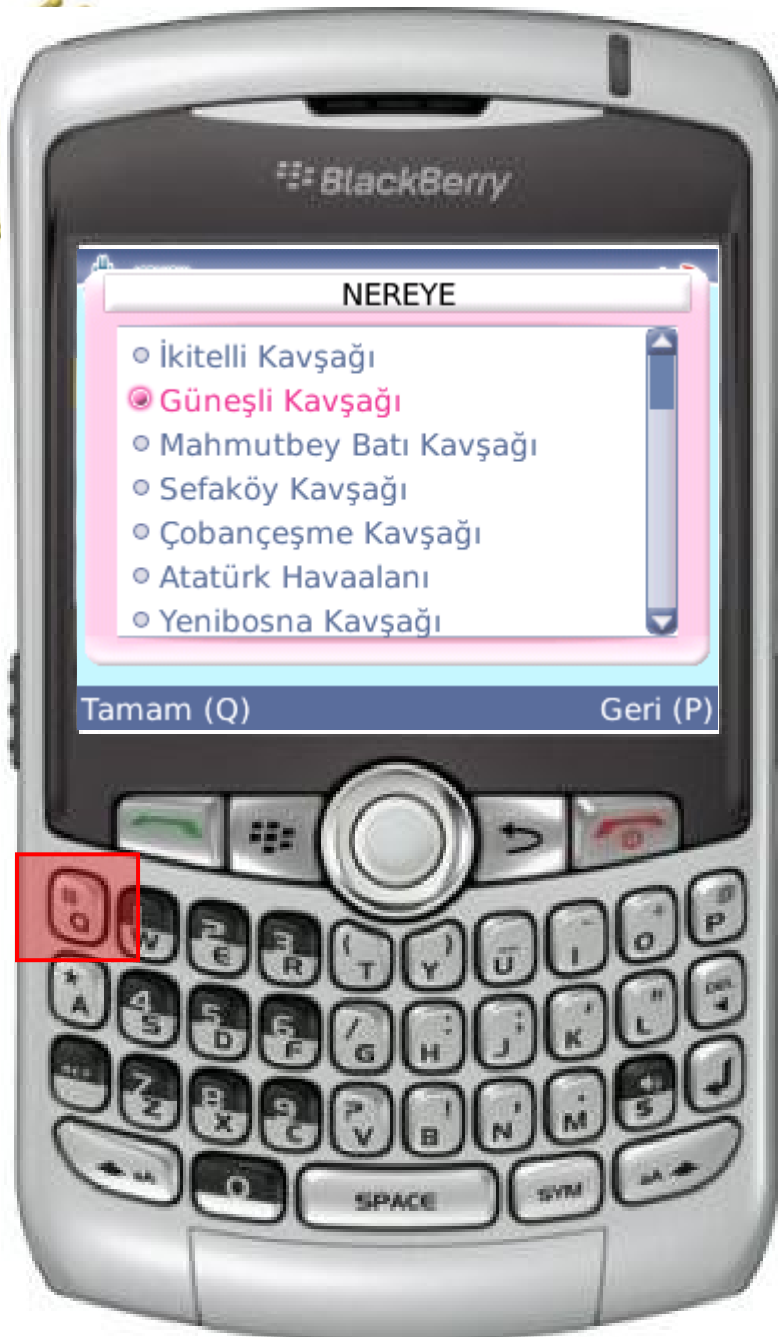 BlackBerry
NEREYE
İkitelli Kavşağı
Güneşli Kavşağı
Mahmutbey Batı Kavşağı
Sefaköy Kavşağı
Çobançeşme Kavşağı
Atatürk Havaalanı
Yenibosna Kavşağı
Tamam (Q)
Geri (P)
Q W E R T Y U I O P
A S D F G H J K L DEL
Z X C V B N M $
SPACE SYM